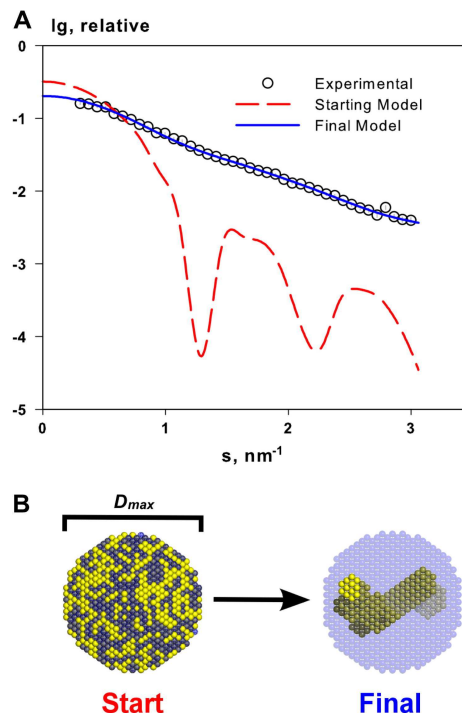 A
lg, relative
0
-1
-2
-3
-4
-5
0
1
2
3
s, nm-1
Experimental
Starting Model
Final Model
B
Dmax
Start
Final